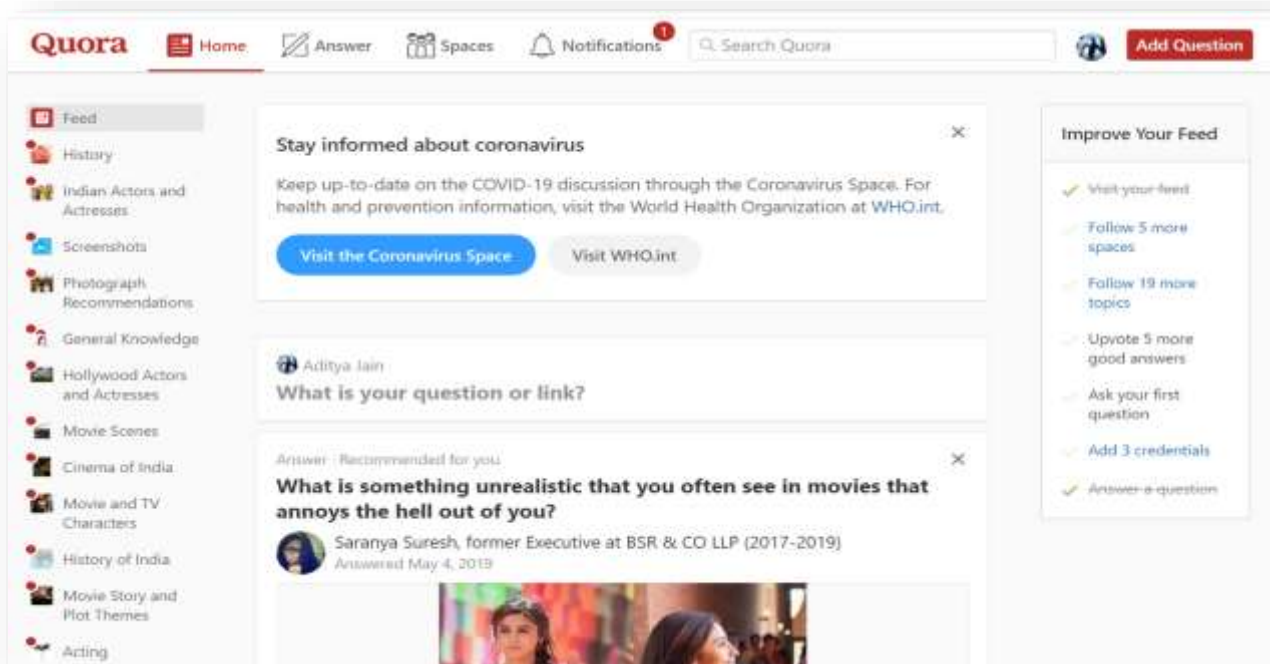 Quora
Home
Answer
Spaces
Notifications
1
Search Quora
Add Question
Feed
History
Indian Actors and
Actresses
Screenshots
Photograph
Recommendations
General Knowledge
Hollywood Actors
and Actresses
Movie Scenes
Cinema of India
Movie and TV
Characters
History of India
Movie Story and
Plot Themes
Acting
Stay informed about coronavirus
Keep up-to-date on the COVID-19 discussion through the Coronavirus Space. For
health and prevention information, visit the World Health Organization at WHO.int.
Visit the Coronavirus Space
Visit WHO.int
Aditya Jain
What is your question or link?
Answer · Recommended for you
What is something unrealistic that you often see in movies that
annoys the hell out of you?
Saranya Suresh, former Executive at BSR & CO LLP (2017-2019)
Answered May 4, 2019
Improve Your Feed
Visit your feed
Follow 5 more
spaces
Follow 19 more
topics
Upvote 5 more
good answers
Ask your first
question
Add 3 credentials
Answer a question